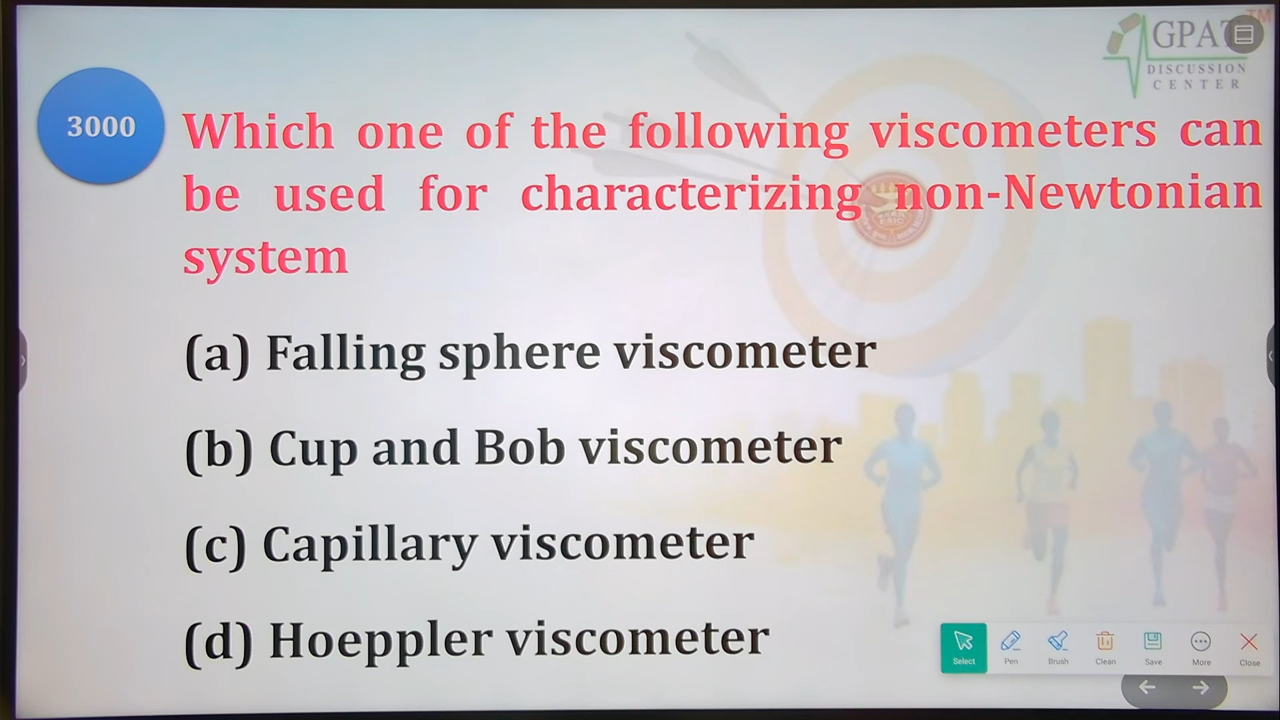 GPAT
TM
DISCUSSION
CENTER
3000
Which one of the following viscometers can
be used for characterizing non-Newtonian
system
(a) Falling sphere viscometer
(b) Cup and Bob viscometer
(c) Capillary viscometer
(d) Hoeppler viscometer
Select
Pen
Brush
Clean
Save
More
Close